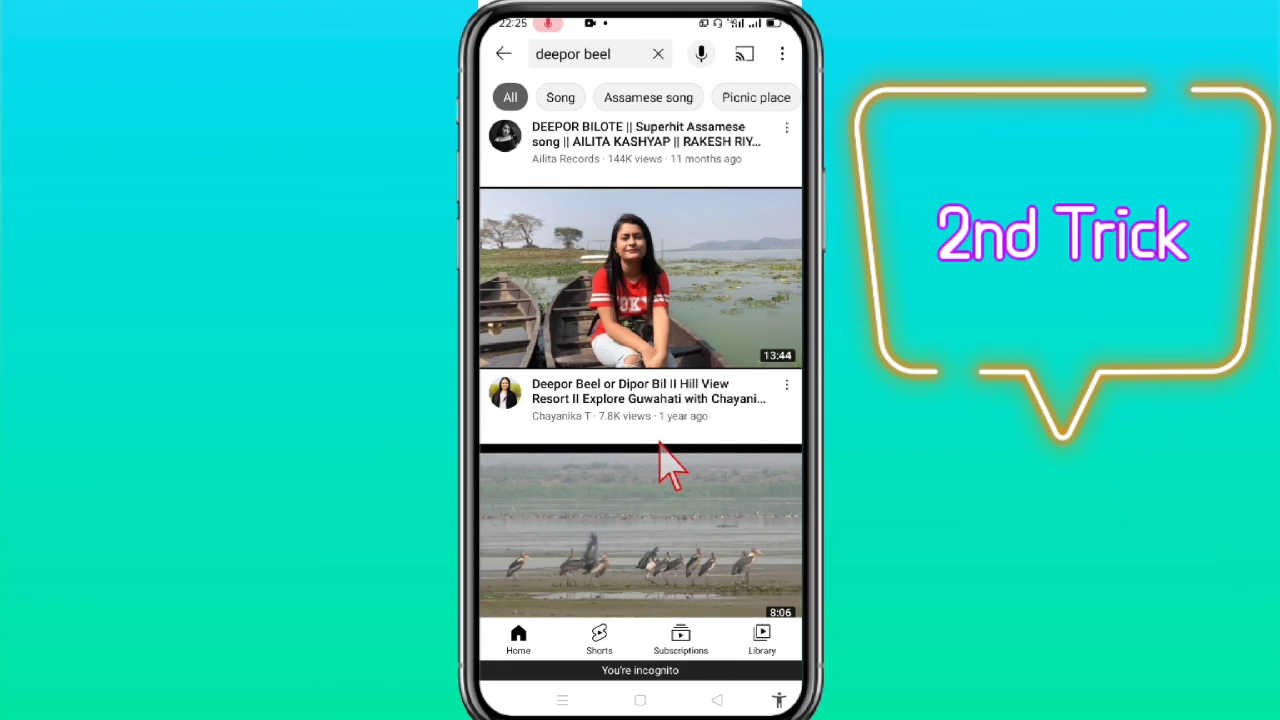 22:25
deepor beel
All Song Assamese song Picnic place
DEEPOR BILOTE || Superhit Assamese
song || AILITA KASHYAP || RAKESH RIY...
Ailita Records · 144K views · 11 months ago
13:44
Deepor Beel or Dipor Bil II Hill View
Resort II Explore Guwahati with Chayani...
Chayanika T · 7.8K views · 1 year ago
8:06
Home Shorts Subscriptions Library
You're incognito
2nd Trick